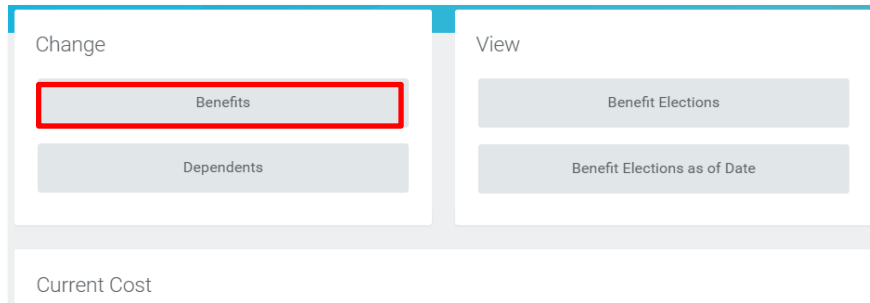 Change
Benefits
Dependents
View
Benefit Elections
Benefit Elections as of Date
Current Cost